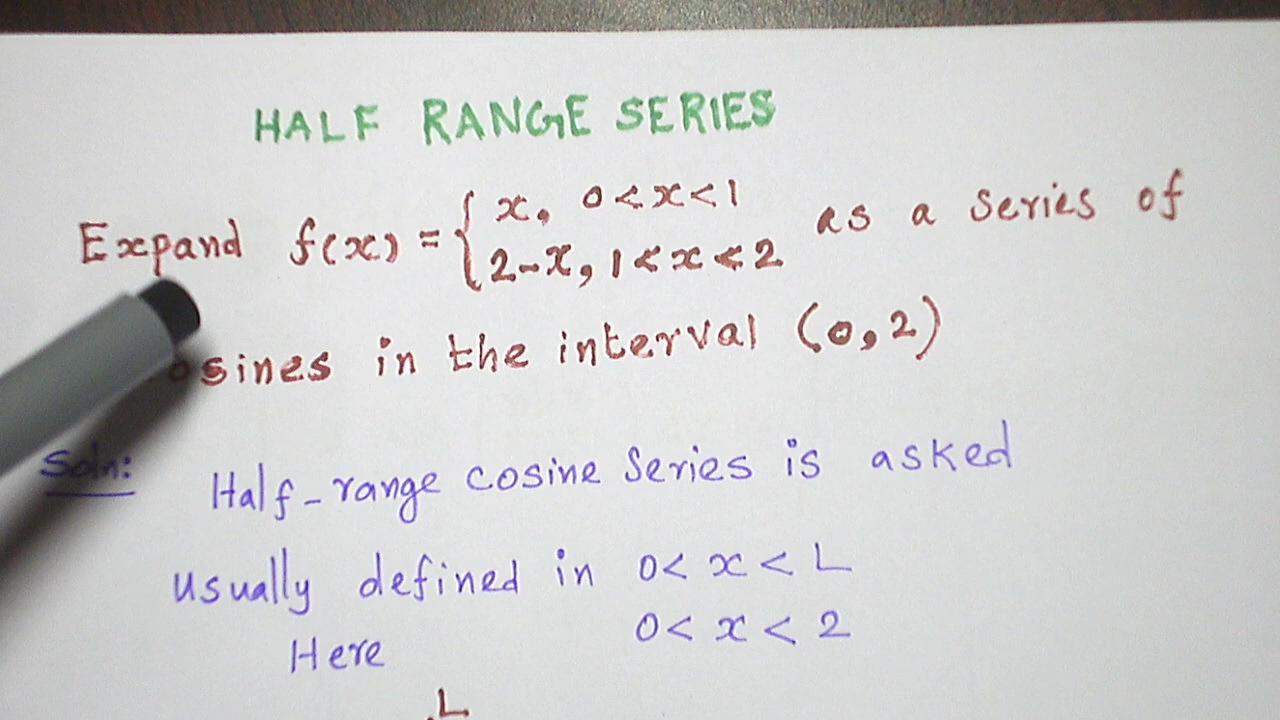 HALF RANGE SERIES
Expand f(x) = { x, 0<x<1 as a series of
2-x, 1<x<2
osines in the interval (0,2)
Soln: Half-range cosine Series is asked
Usually defined in 0< x < L
Here 0< x < 2
L